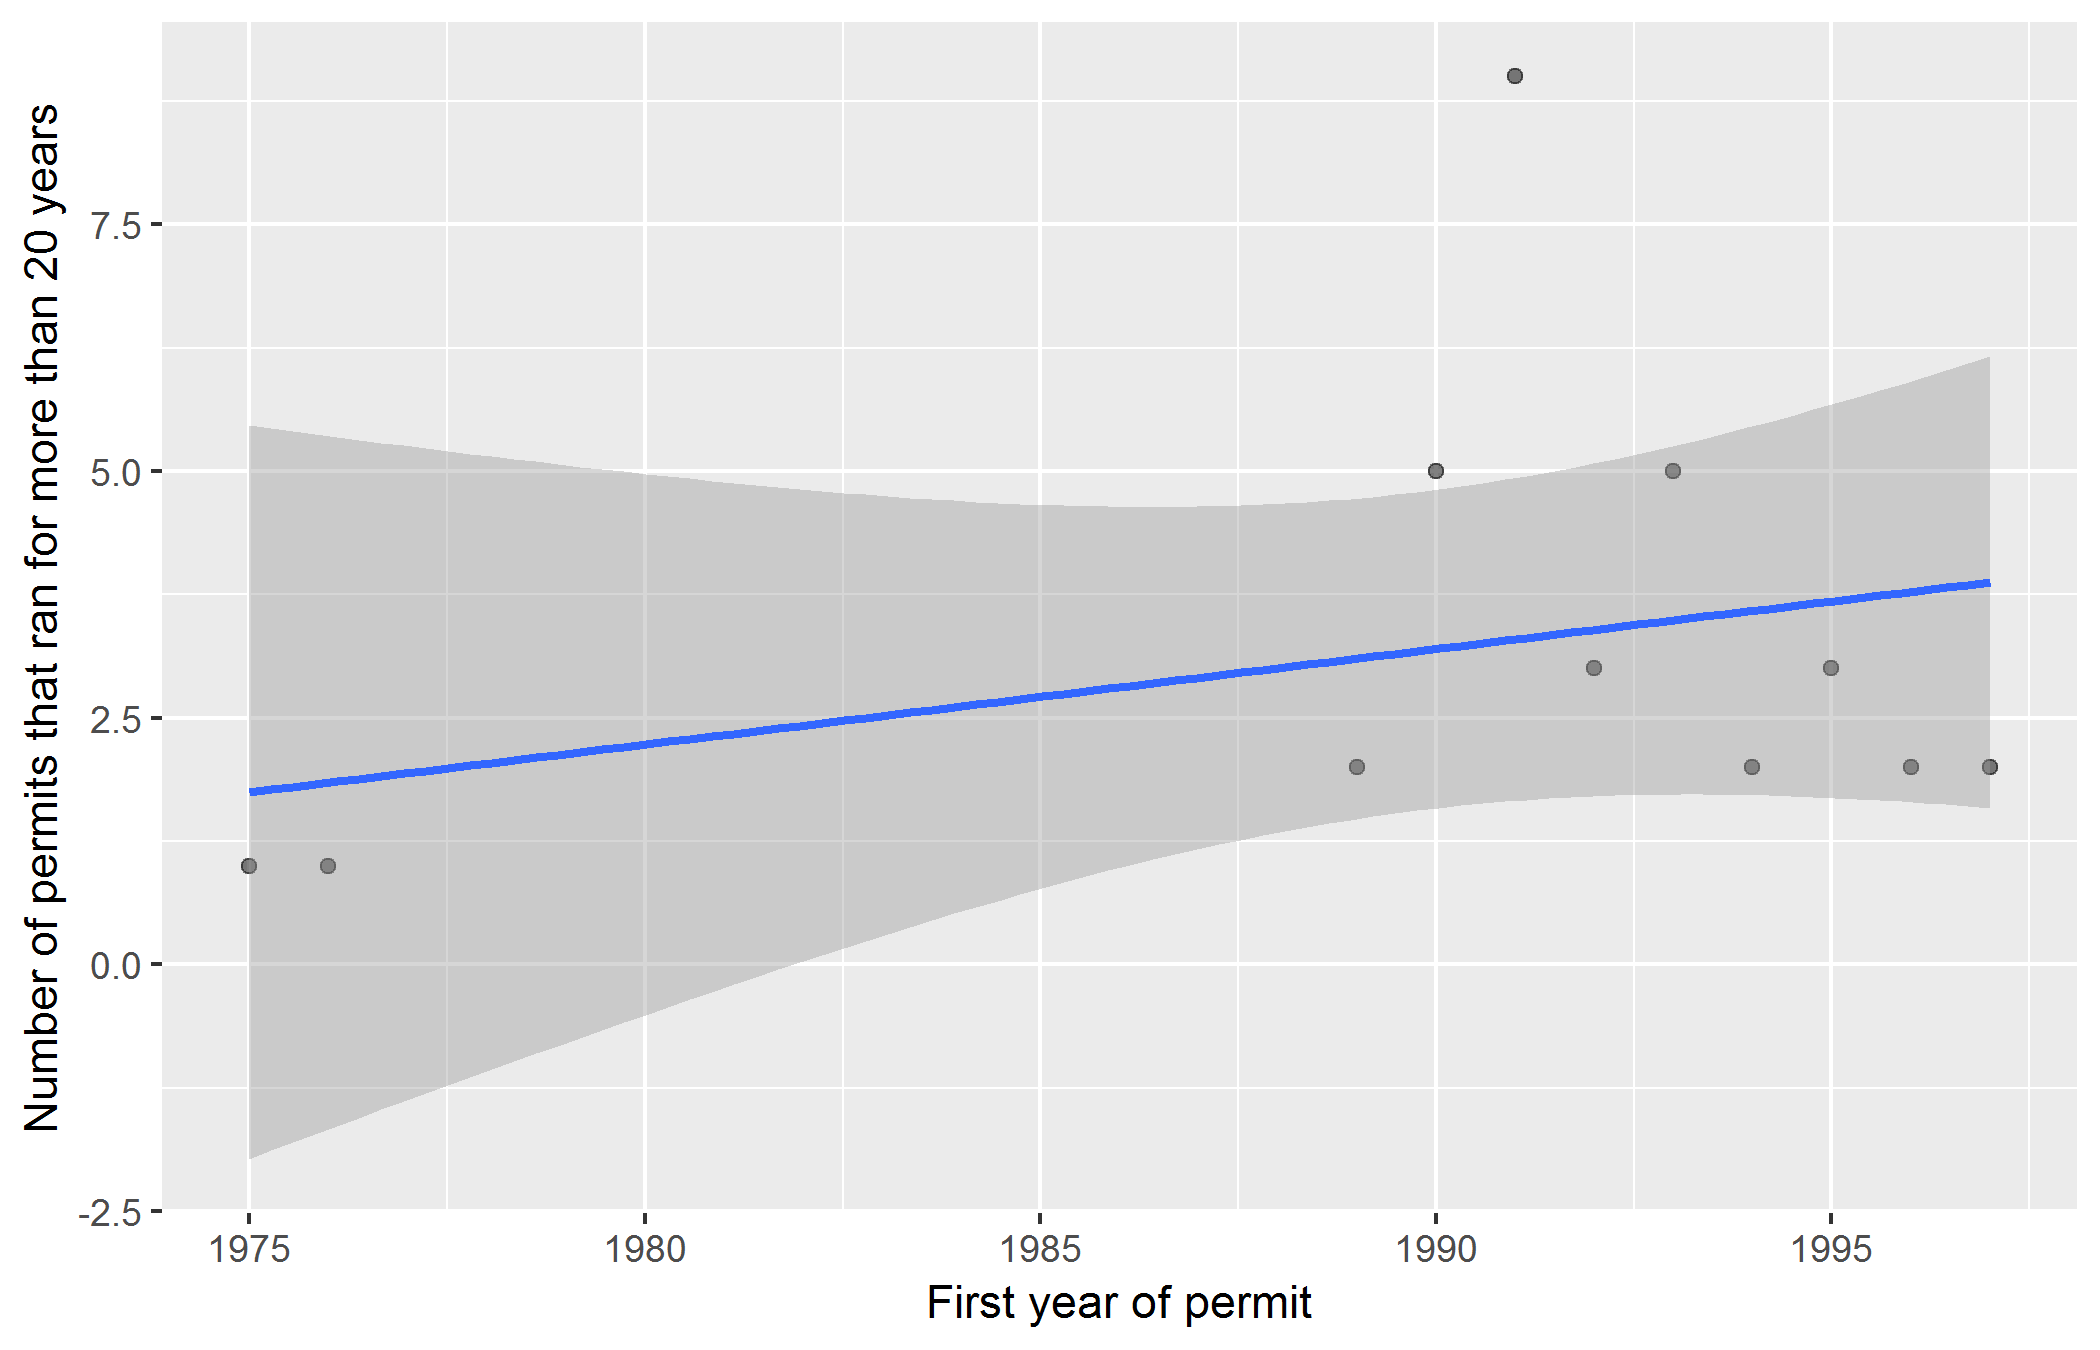 Number of permits that ran for more than 20 years
7.5
5.0
2.5
0.0
-2.5
1975 1980 1985 1990 1995
First year of permit